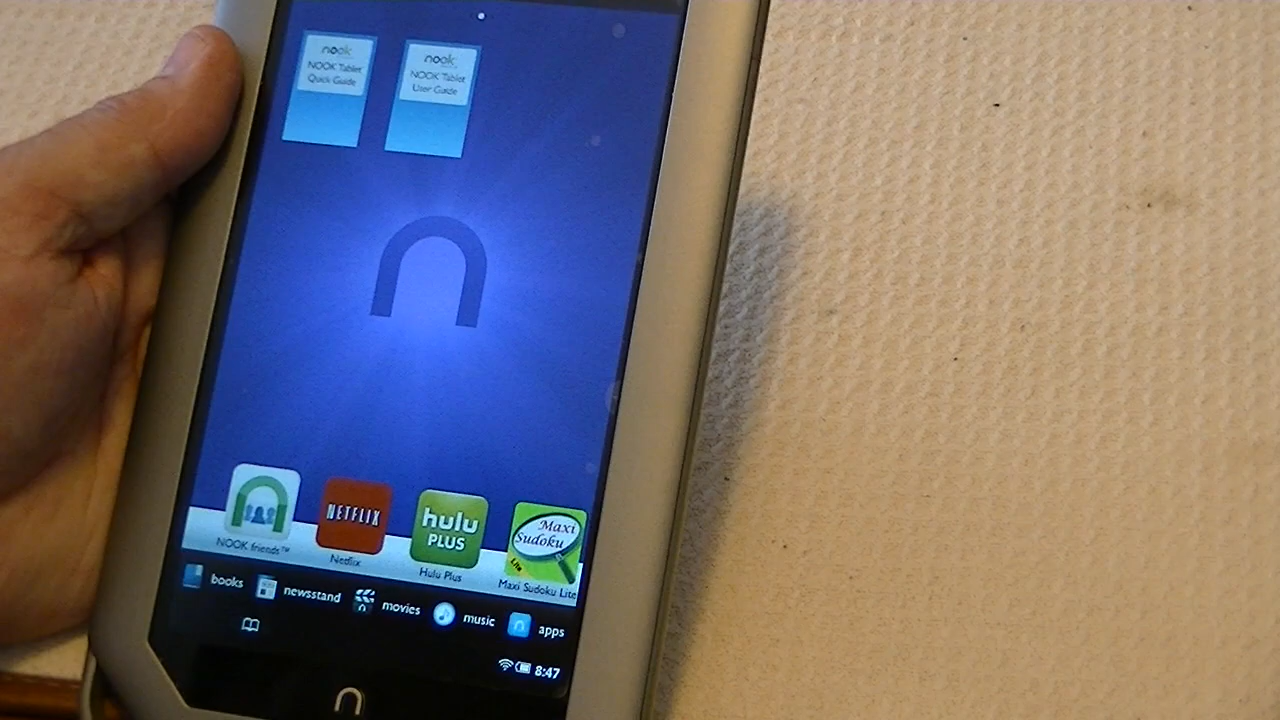 nook
NOOK Tablet
Quick Guide
nook
NOOK Tablet
User Guide
NETFLIX
hulu
PLUS
Maxi
Sudoku
Lite
NOOK friends™
Netflix
Hulu Plus
Maxi Sudoku Lite
books
newsstand
movies
music
apps
8:47